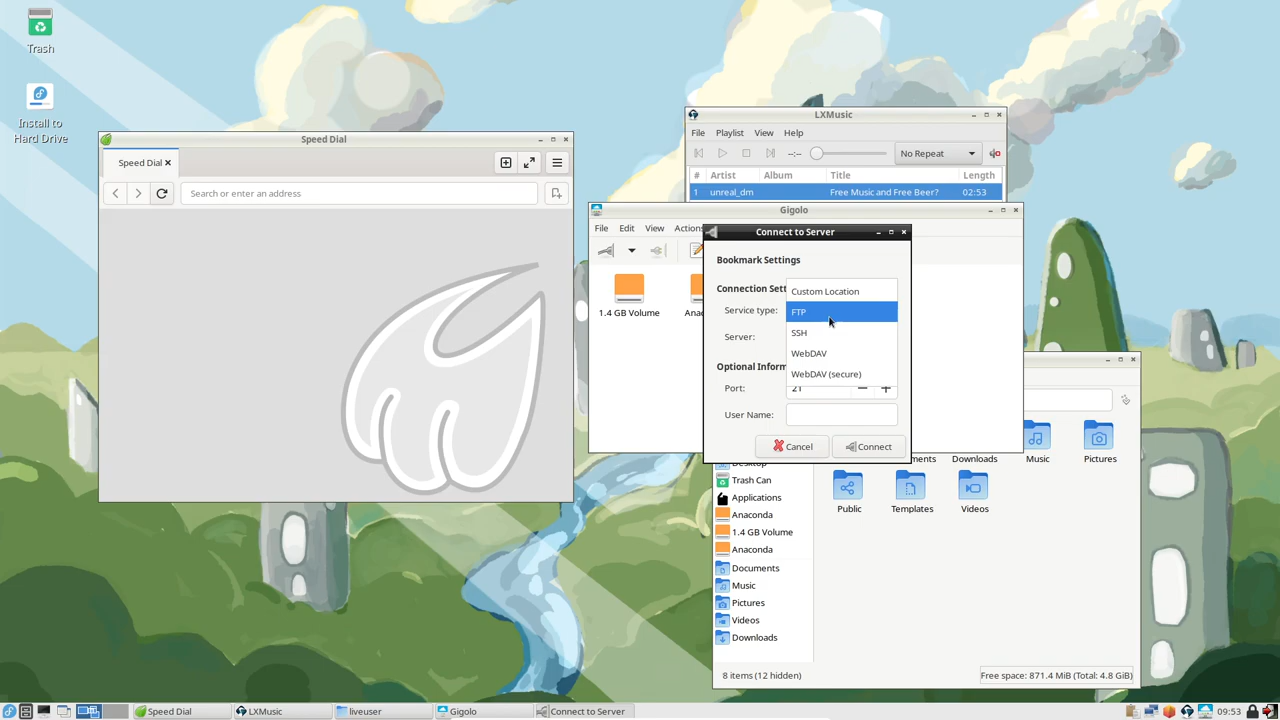 Trash
Install to
Hard Drive
Speed Dial
Speed Dial
Search or enter an address
LXMusic
File Playlist View Help
--:-- No Repeat
# Artist Album Title Length
1 unreal_dm Free Music and Free Beer? 02:53
Gigolo
File Edit View Actions
1.4 GB Volume
Connect to Server
Bookmark Settings
Service type:
Server:
Port: 21
User Name:
Custom Location
FTP
SSH
WebDAV
WebDAV (secure)
Cancel Connect
Downloads Music Pictures
Public Templates Videos
Desktop
Trash Can
Applications
Anaconda
1.4 GB Volume
Anaconda
Documents
Music
Pictures
Videos
Downloads
8 items (12 hidden) Free space: 871.4 MiB (Total: 4.8 GiB)
Speed Dial LXMusic liveuser Gigolo Connect to Server 09:53